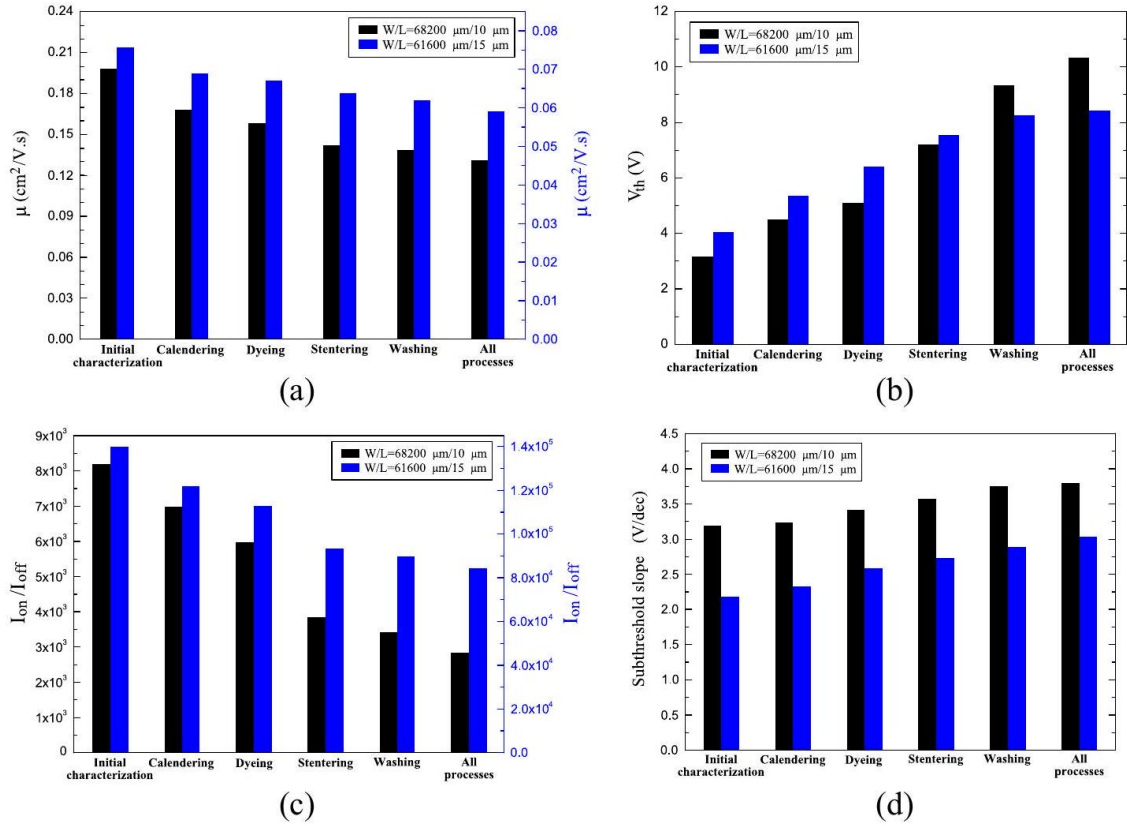 0.24
0.21
0.18
0.15
0.12
0.09
0.06
0.03
0.00
μ (cm²/V.s)
W/L=68200 μm/10 μm
W/L=61600 μm/15 μm
0.08
0.07
0.06
0.05
0.04
0.03
0.02
0.01
0.00
μ (cm²/V.s)
Initial
characterization
Calendering
Dyeing
Stentering
Washing
All
processes
(a)
12
10
8
6
4
2
0
V_th (V)
W/L=68200 μm/10 μm
W/L=61600 μm/15 μm
Initial
characterization
Calendering
Dyeing
Stentering
Washing
All
processes
(b)
9x10³
8x10³
7x10³
6x10³
5x10³
4x10³
3x10³
2x10³
1x10³
0
I_on /I_off
W/L=68200 μm/10 μm
W/L=61600 μm/15 μm
1.4x10⁵
1.2x10⁵
1.0x10⁵
8.0x10⁴
6.0x10⁴
4.0x10⁴
2.0x10⁴
0.0
I_on /I_off
Initial
characterization
Calendering
Dyeing
Stentering
Washing
All
processes
(c)
4.5
4.0
3.5
3.0
2.5
2.0
1.5
1.0
0.5
0.0
Subthreshold slope (V/dec)
W/L=68200 μm/10 μm
W/L=61600 μm/15 μm
Initial
characterization
Calendering
Dyeing
Stentering
Washing
All
processes
(d)